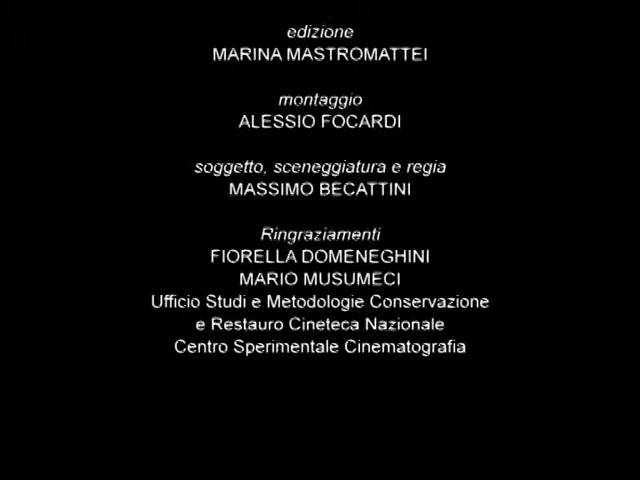 edizione
MARINA MASTROMATTEI
montaggio
ALESSIO FOCARDI
soggetto, sceneggiatura e regia
MASSIMO BECATTINI
Ringraziamenti
FIORELLA DOMENEGHINI
MARIO MUSUMECI
Ufficio Studi e Metodologie Conservazione
e Restauro Cineteca Nazionale
Centro Sperimentale Cinematografia